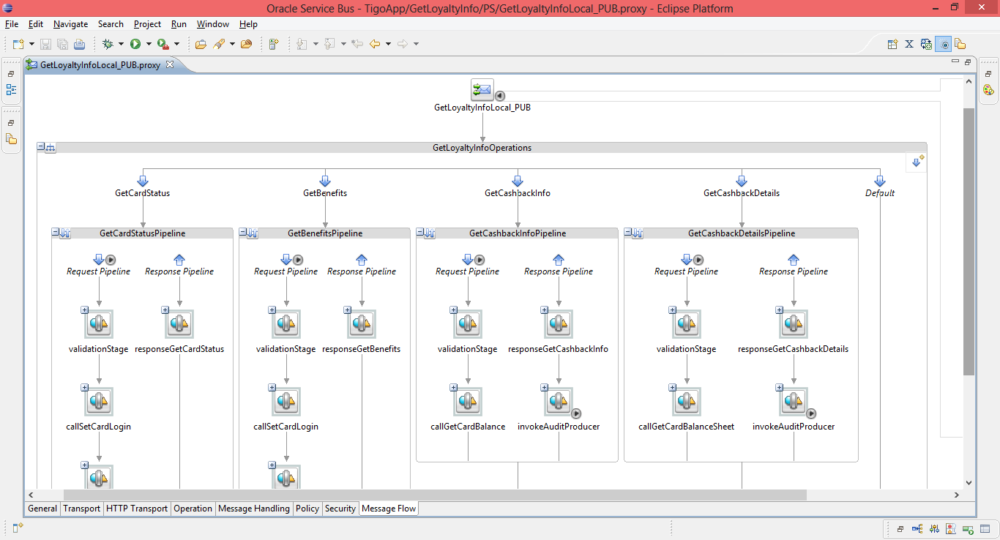 Oracle Service Bus - TigoApp/GetLoyaltyInfo/PS/GetLoyaltyInfoLocal_PUB.proxy - Eclipse Platform
File Edit Navigate Search Project Run Window Help
GetLoyaltyInfoLocal_PUB.proxy
GetLoyaltyInfoLocal_PUB
GetLoyaltyInfoOperations
GetCardStatus GetBenefits GetCashbackInfo GetCashbackDetails Default
GetCardStatusPipeline GetBenefitsPipeline GetCashbackInfoPipeline GetCashbackDetailsPipeline
Request Pipeline Response Pipeline Request Pipeline Response Pipeline Request Pipeline Response Pipeline Request Pipeline Response Pipeline
validationStage responseGetCardStatus validationStage responseGetBenefits validationStage responseGetCashbackInfo validationStage responseGetCashbackDetails
callSetCardLogin callSetCardLogin callGetCardBalance invokeAuditProducer callGetCardBalanceSheet invokeAuditProducer
General Transport HTTP Transport Operation Message Handling Policy Security Message Flow